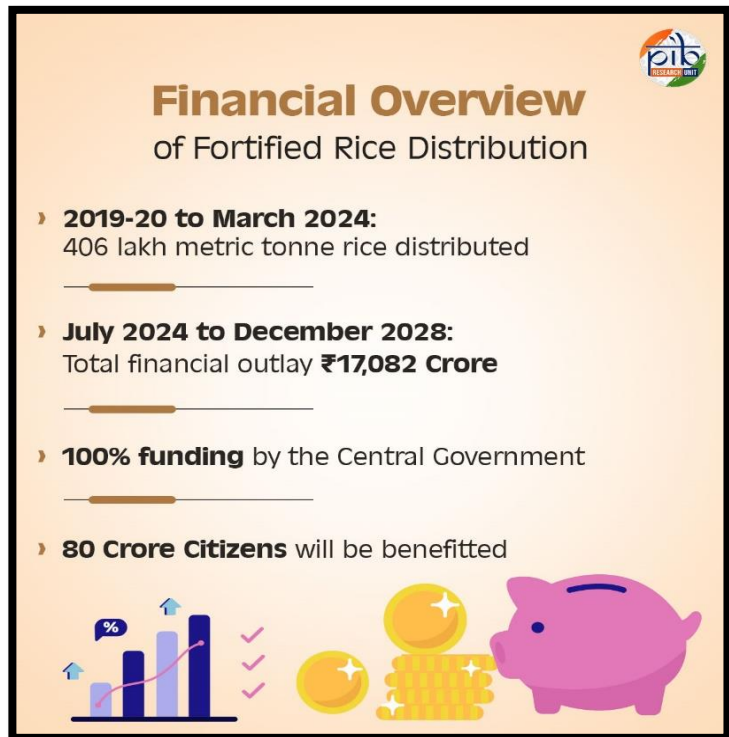 pib
RESEARCH UNIT
Financial Overview
of Fortified Rice Distribution
2019-20 to March 2024:
406 lakh metric tonne rice distributed
July 2024 to December 2028:
Total financial outlay ₹17,082 Crore
100% funding by the Central Government
80 Crore Citizens will be benefitted
%